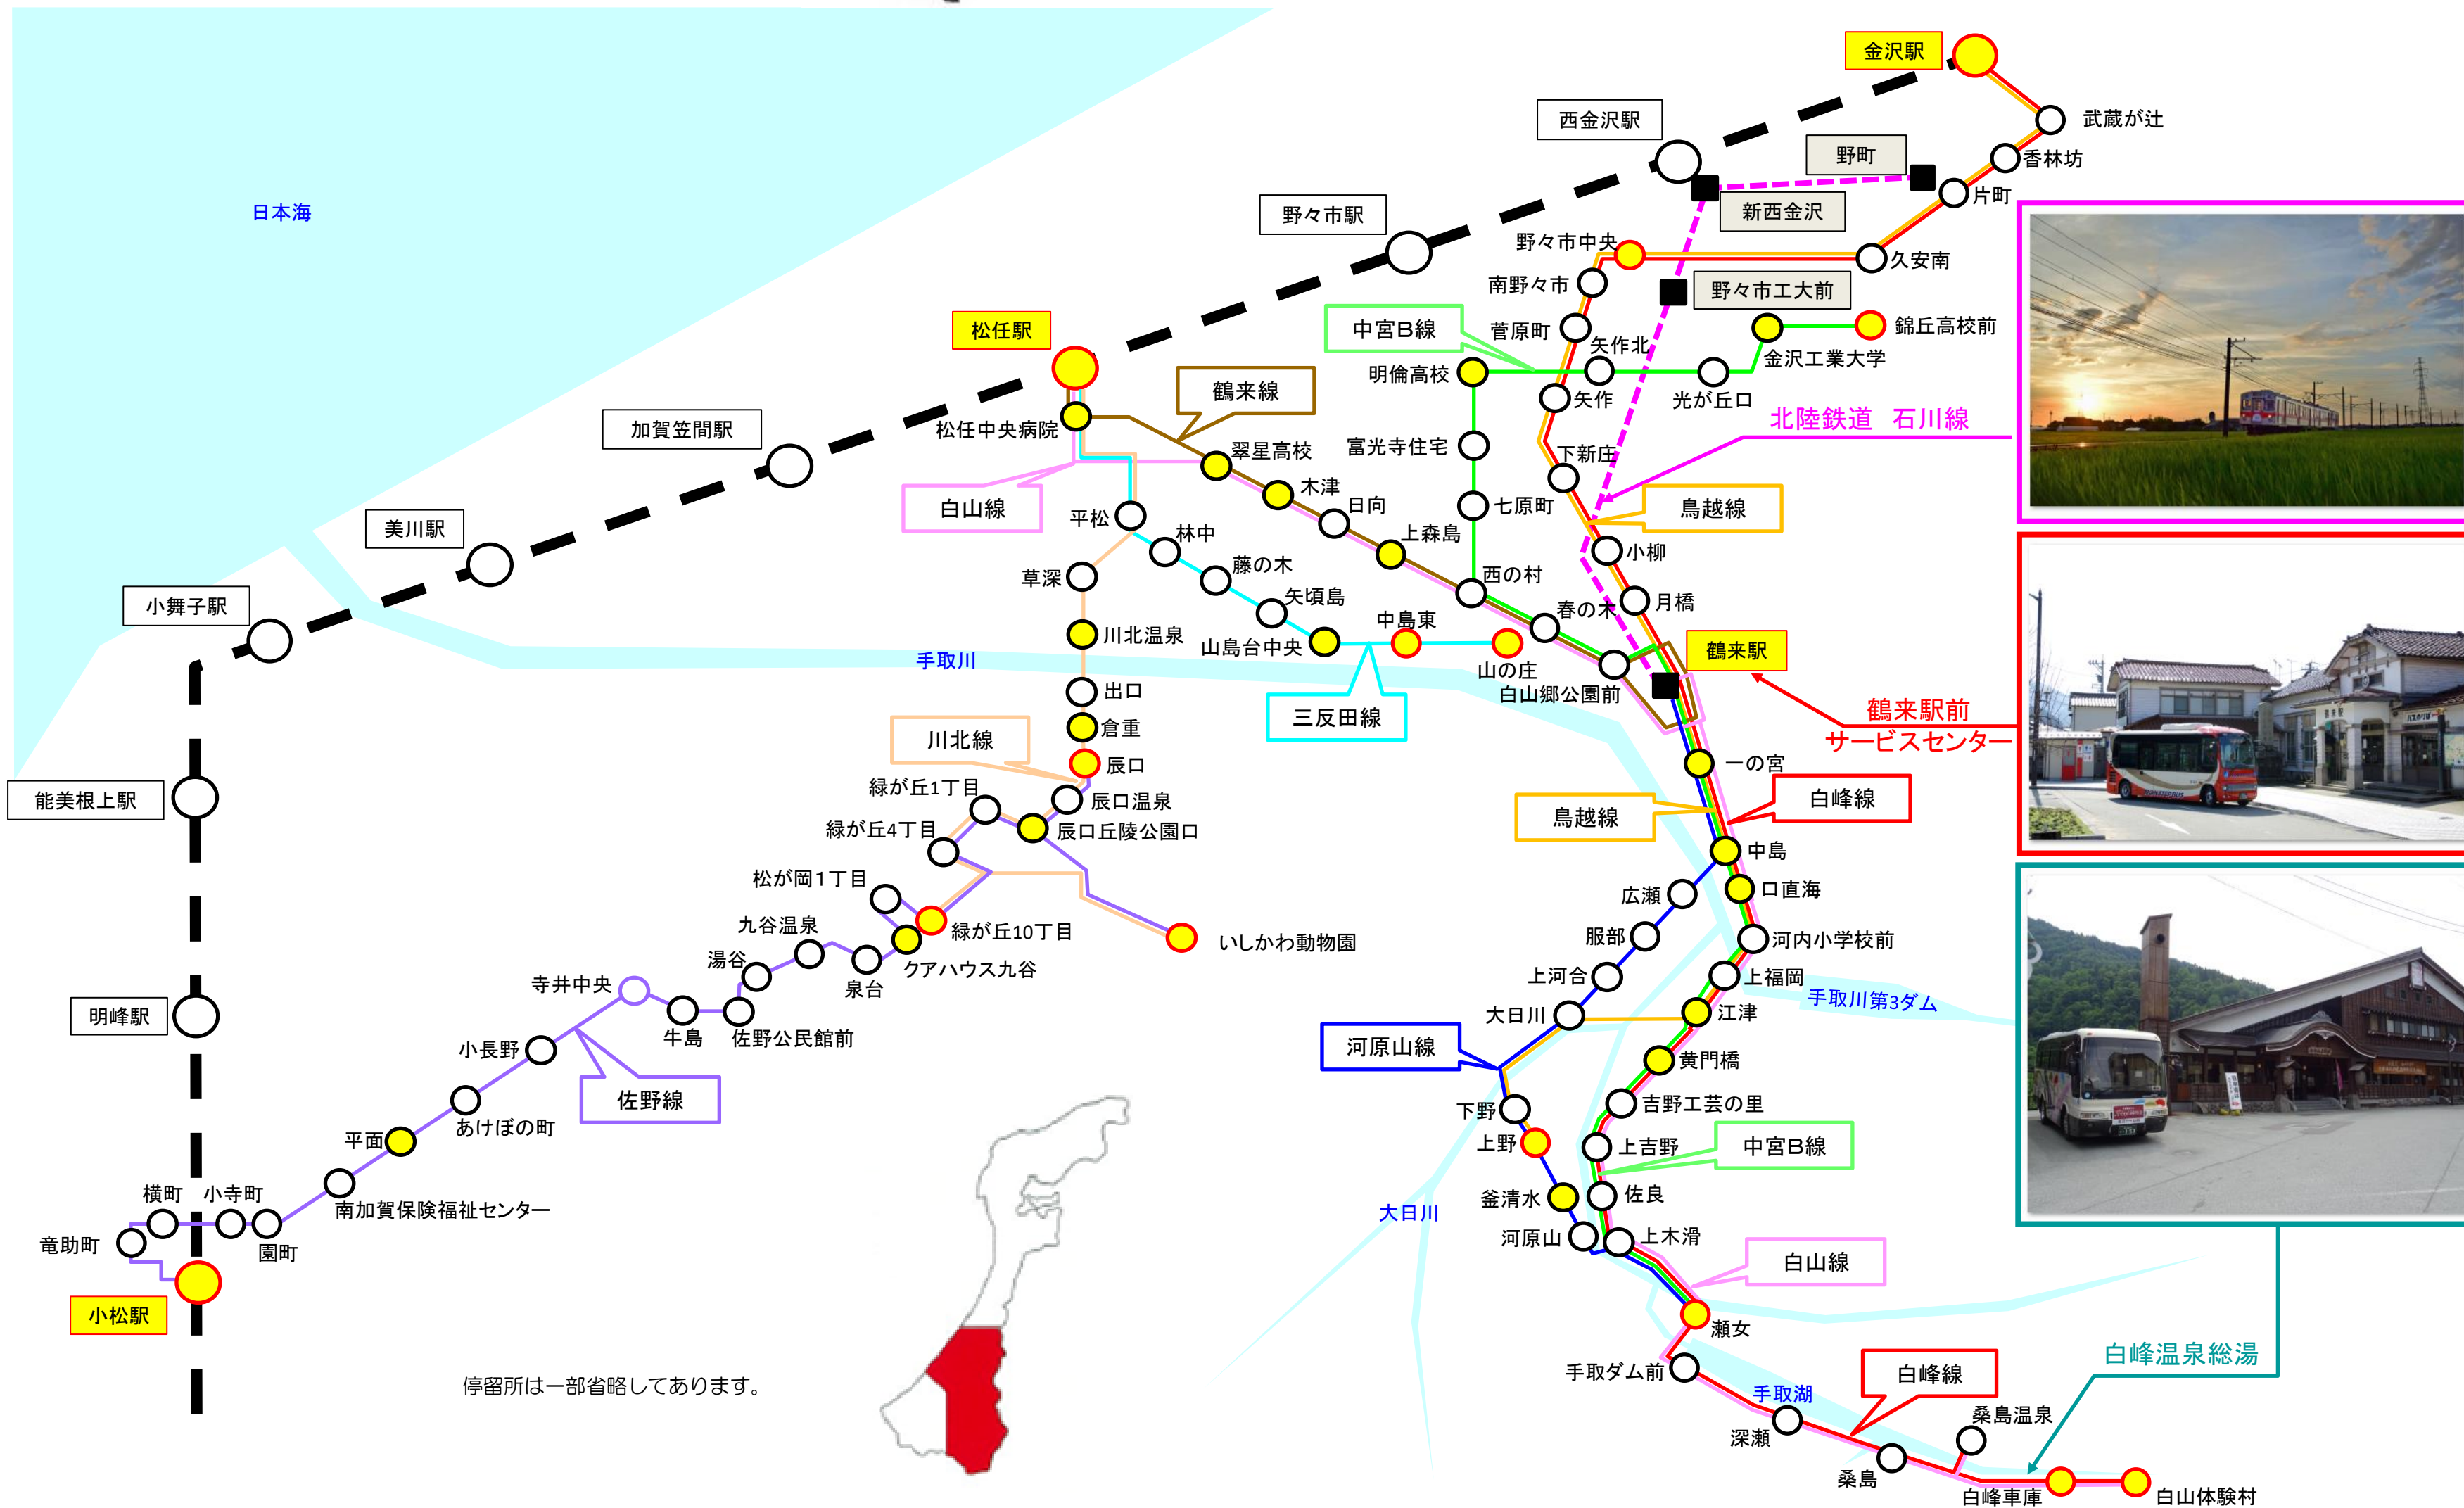 金沢駅
武蔵が辻
香林坊
片町
西金沢駅
野町
新西金沢
野々市駅
野々市中央
久安南
南野々市
野々市工大前
日本海
松任駅
中宮B線
菅原町
矢作北
錦丘高校前
金沢工業大学
明倫高校
矢作
光が丘口
鶴来線
加賀笠間駅
松任中央病院
北陸鉄道 石川線
翠星高校
富光寺住宅
下新庄
白山線
木津
日向
七原町
鳥越線
平松
美川駅
林中
上森島
小柳
草深
藤の木
西の村
小舞子駅
矢頃島
春の木
月橋
川北温泉
中島東
山島台中央
鶴来駅
手取川
山の庄
白山郷公園前
出口
三反田線
鶴来駅前
サービスセンター
川北線
倉重
辰口
一の宮
能美根上駅
緑が丘1丁目
辰口温泉
白峰線
鳥越線
緑が丘4丁目
辰口丘陵公園口
中島
松が岡1丁目
広瀬
口直海
九谷温泉
緑が丘10丁目
いしかわ動物園
服部
河内小学校前
湯谷
クアハウス九谷
上河合
上福岡
寺井中央
泉台
手取川第3ダム
明峰駅
牛島
佐野公民館前
大日川
江津
小長野
河原山線
黄門橋
佐野線
下野
吉野工芸の里
あけぼの町
平面
上野
上吉野
中宮B線
横町
小寺町
南加賀保険福祉センター
釜清水
佐良
大日川
竜助町
園町
河原山
上木滑
白山線
小松駅
瀬女
白峰温泉総湯
手取ダム前
白峰線
停留所は一部省略してあります。
手取湖
桑島温泉
深瀬
桑島
白峰車庫
白山体験村